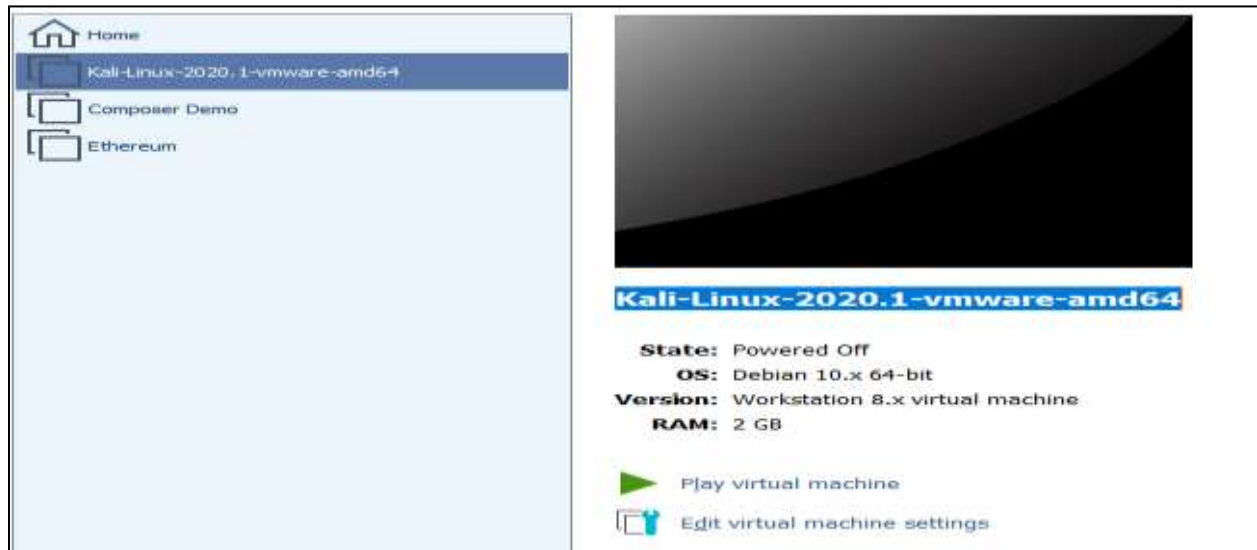 Home
Kali-Linux-2020.1-vmware-amd64
Composer Demo
Ethereum
Kali-Linux-2020.1-vmware-amd64
State: Powered Off
OS: Debian 10.x 64-bit
Version: Workstation 8.x virtual machine
RAM: 2 GB
Play virtual machine
Edit virtual machine settings